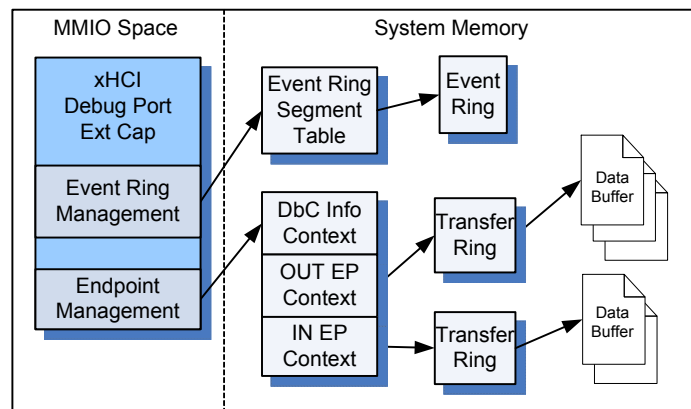 MMIO Space
System Memory
xHCI
Debug Port
Ext Cap
Event Ring
Management
Endpoint
Management
Event Ring
Segment
Table
Event
Ring
DbC Info
Context
OUT EP
Context
IN EP
Context
Transfer
Ring
Transfer
Ring
Data
Buffer
Data
Buffer